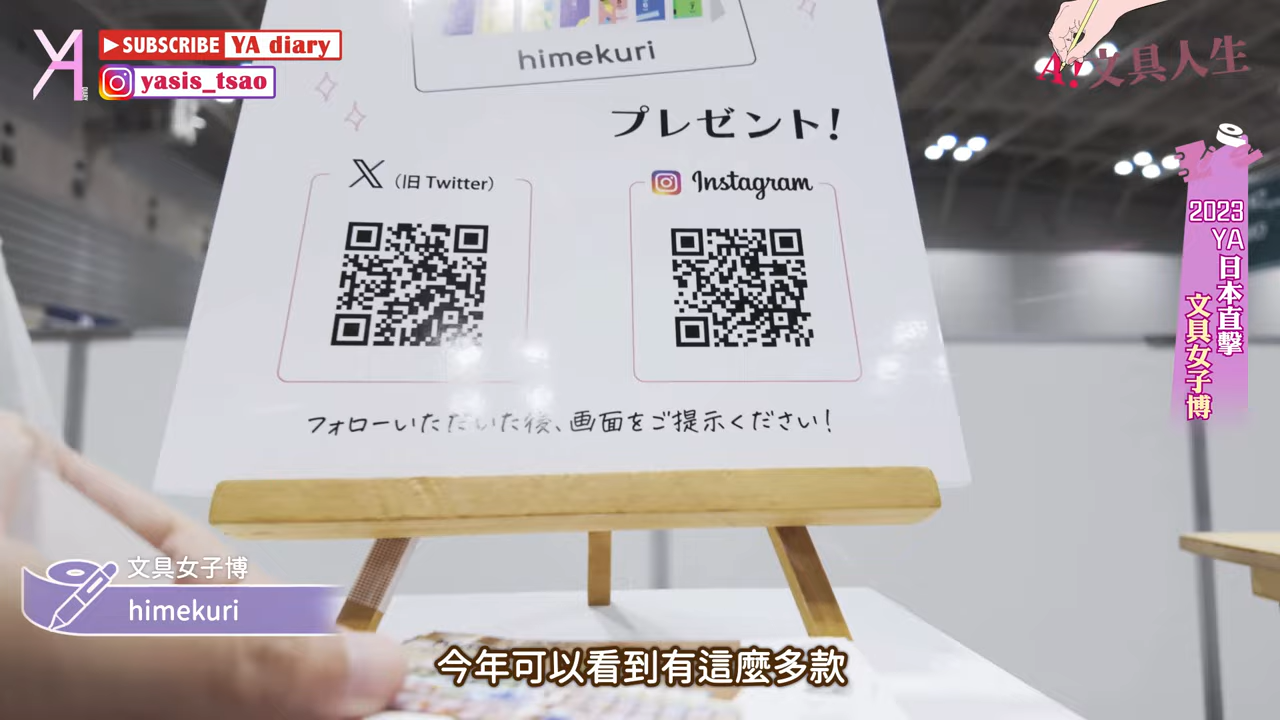 YA
DIARY
SUBSCRIBE YA diary
yasis_tsao
himekuri
プレゼント!
X (旧 Twitter)
Instagram
フォローいただいた後、画面をご提示ください!
A! 文具人生
2023
YA日本直擊
文具女子博
文具女子博
himekuri
今年可以看到有這麼多款